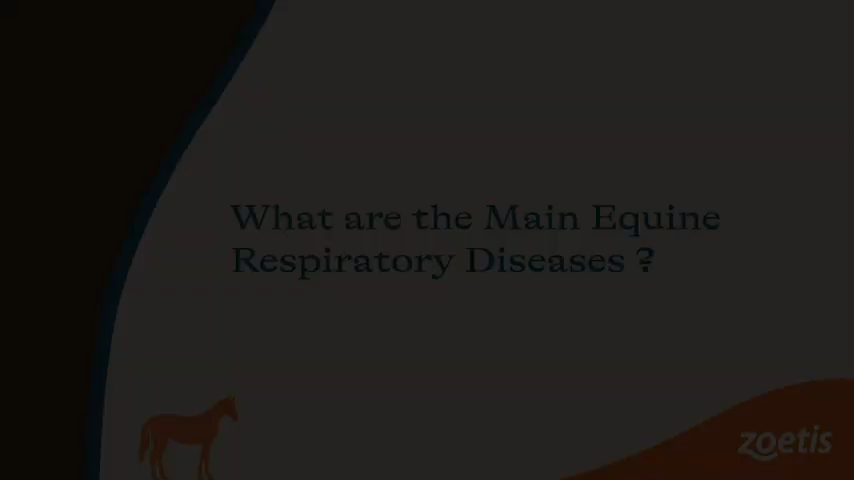 What are the Main Equine
Respiratory Diseases ?
zoetis